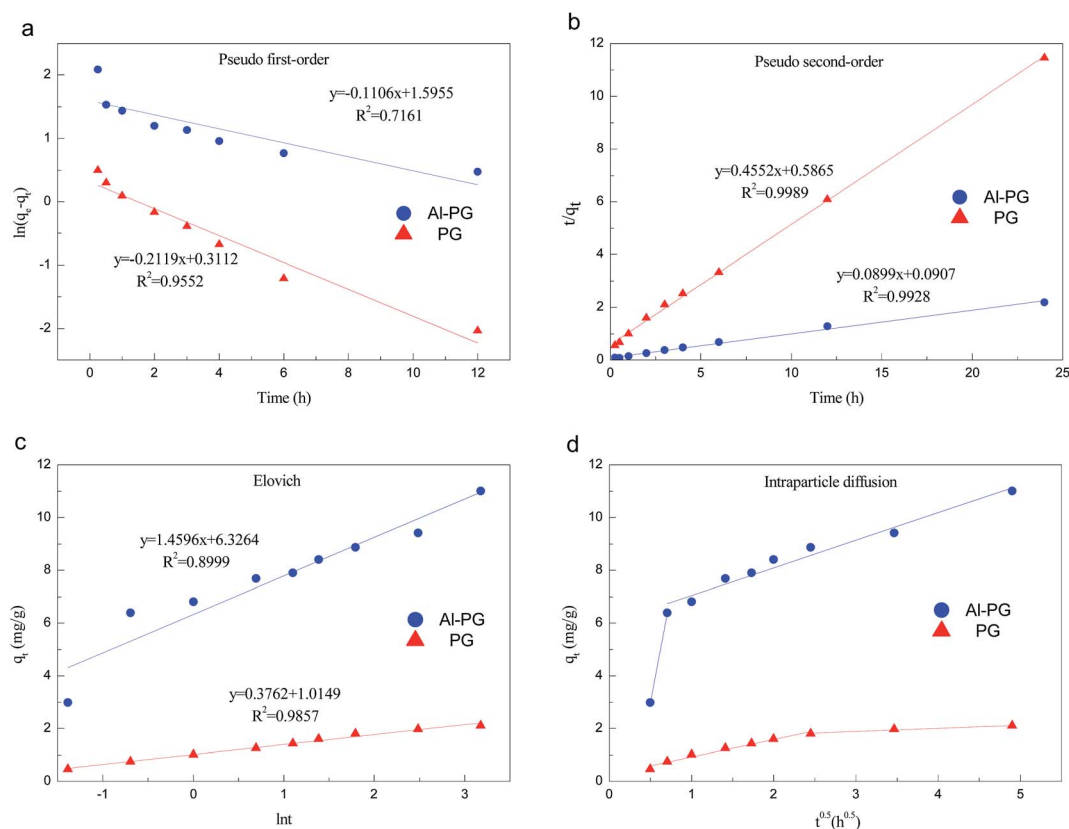 a
Pseudo first-order
y=-0.1106x+1.5955
R²=0.7161
Al-PG
PG
y=-0.2119x+0.3112
R²=0.9552
ln(qₑ-qₜ)
2
1
0
-1
-2
0
2
4
6
8
10
12
Time (h)
b
Pseudo second-order
y=0.4552x+0.5865
R²=0.9989
Al-PG
PG
y=0.0899x+0.0907
R²=0.9928
t/qt
12
10
8
6
4
2
0
0
5
10
15
20
25
Time (h)
c
Elovich
y=1.4596x+6.3264
R²=0.8999
Al-PG
PG
y=0.3762+1.0149
R²=0.9857
qₜ (mg/g)
12
10
8
6
4
2
0
-1
0
1
2
3
lnt
d
Intraparticle diffusion
Al-PG
PG
qₜ (mg/g)
12
10
8
6
4
2
0
0
1
2
3
4
5
t⁰·⁵(h⁰·⁵)